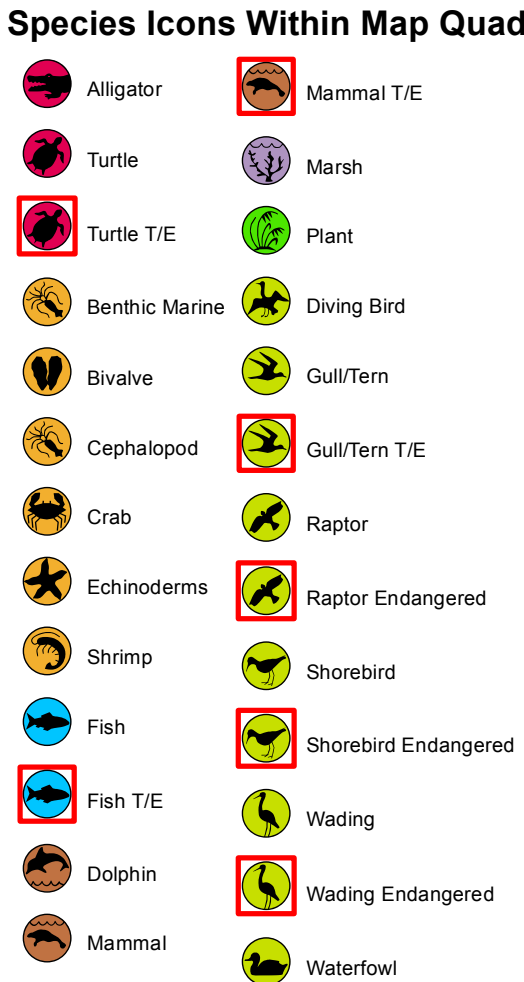 Species Icons Within Map Quad
Alligator
Turtle
Turtle T/E
Benthic Marine
Bivalve
Cephalopod
Crab
Echinoderms
Shrimp
Fish
Fish T/E
Dolphin
Mammal
Mammal T/E
Marsh
Plant
Diving Bird
Gull/Tern
Gull/Tern T/E
Raptor
Raptor Endangered
Shorebird
Shorebird Endangered
Wading
Wading Endangered
Waterfowl